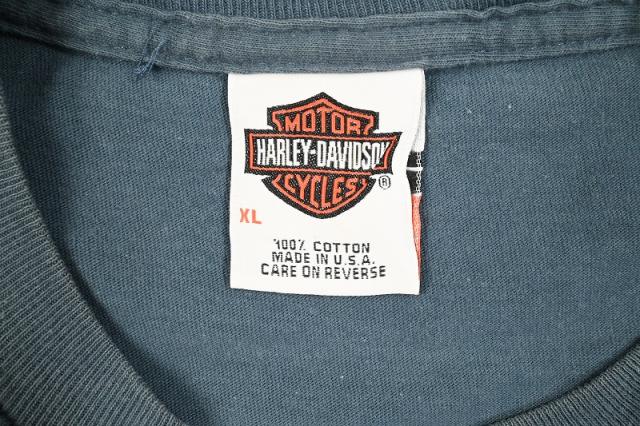 MOTOR
HARLEY-DAVIDSON
CYCLES
®
XL
100% COTTON
MADE IN U.S.A.
CARE ON REVERSE